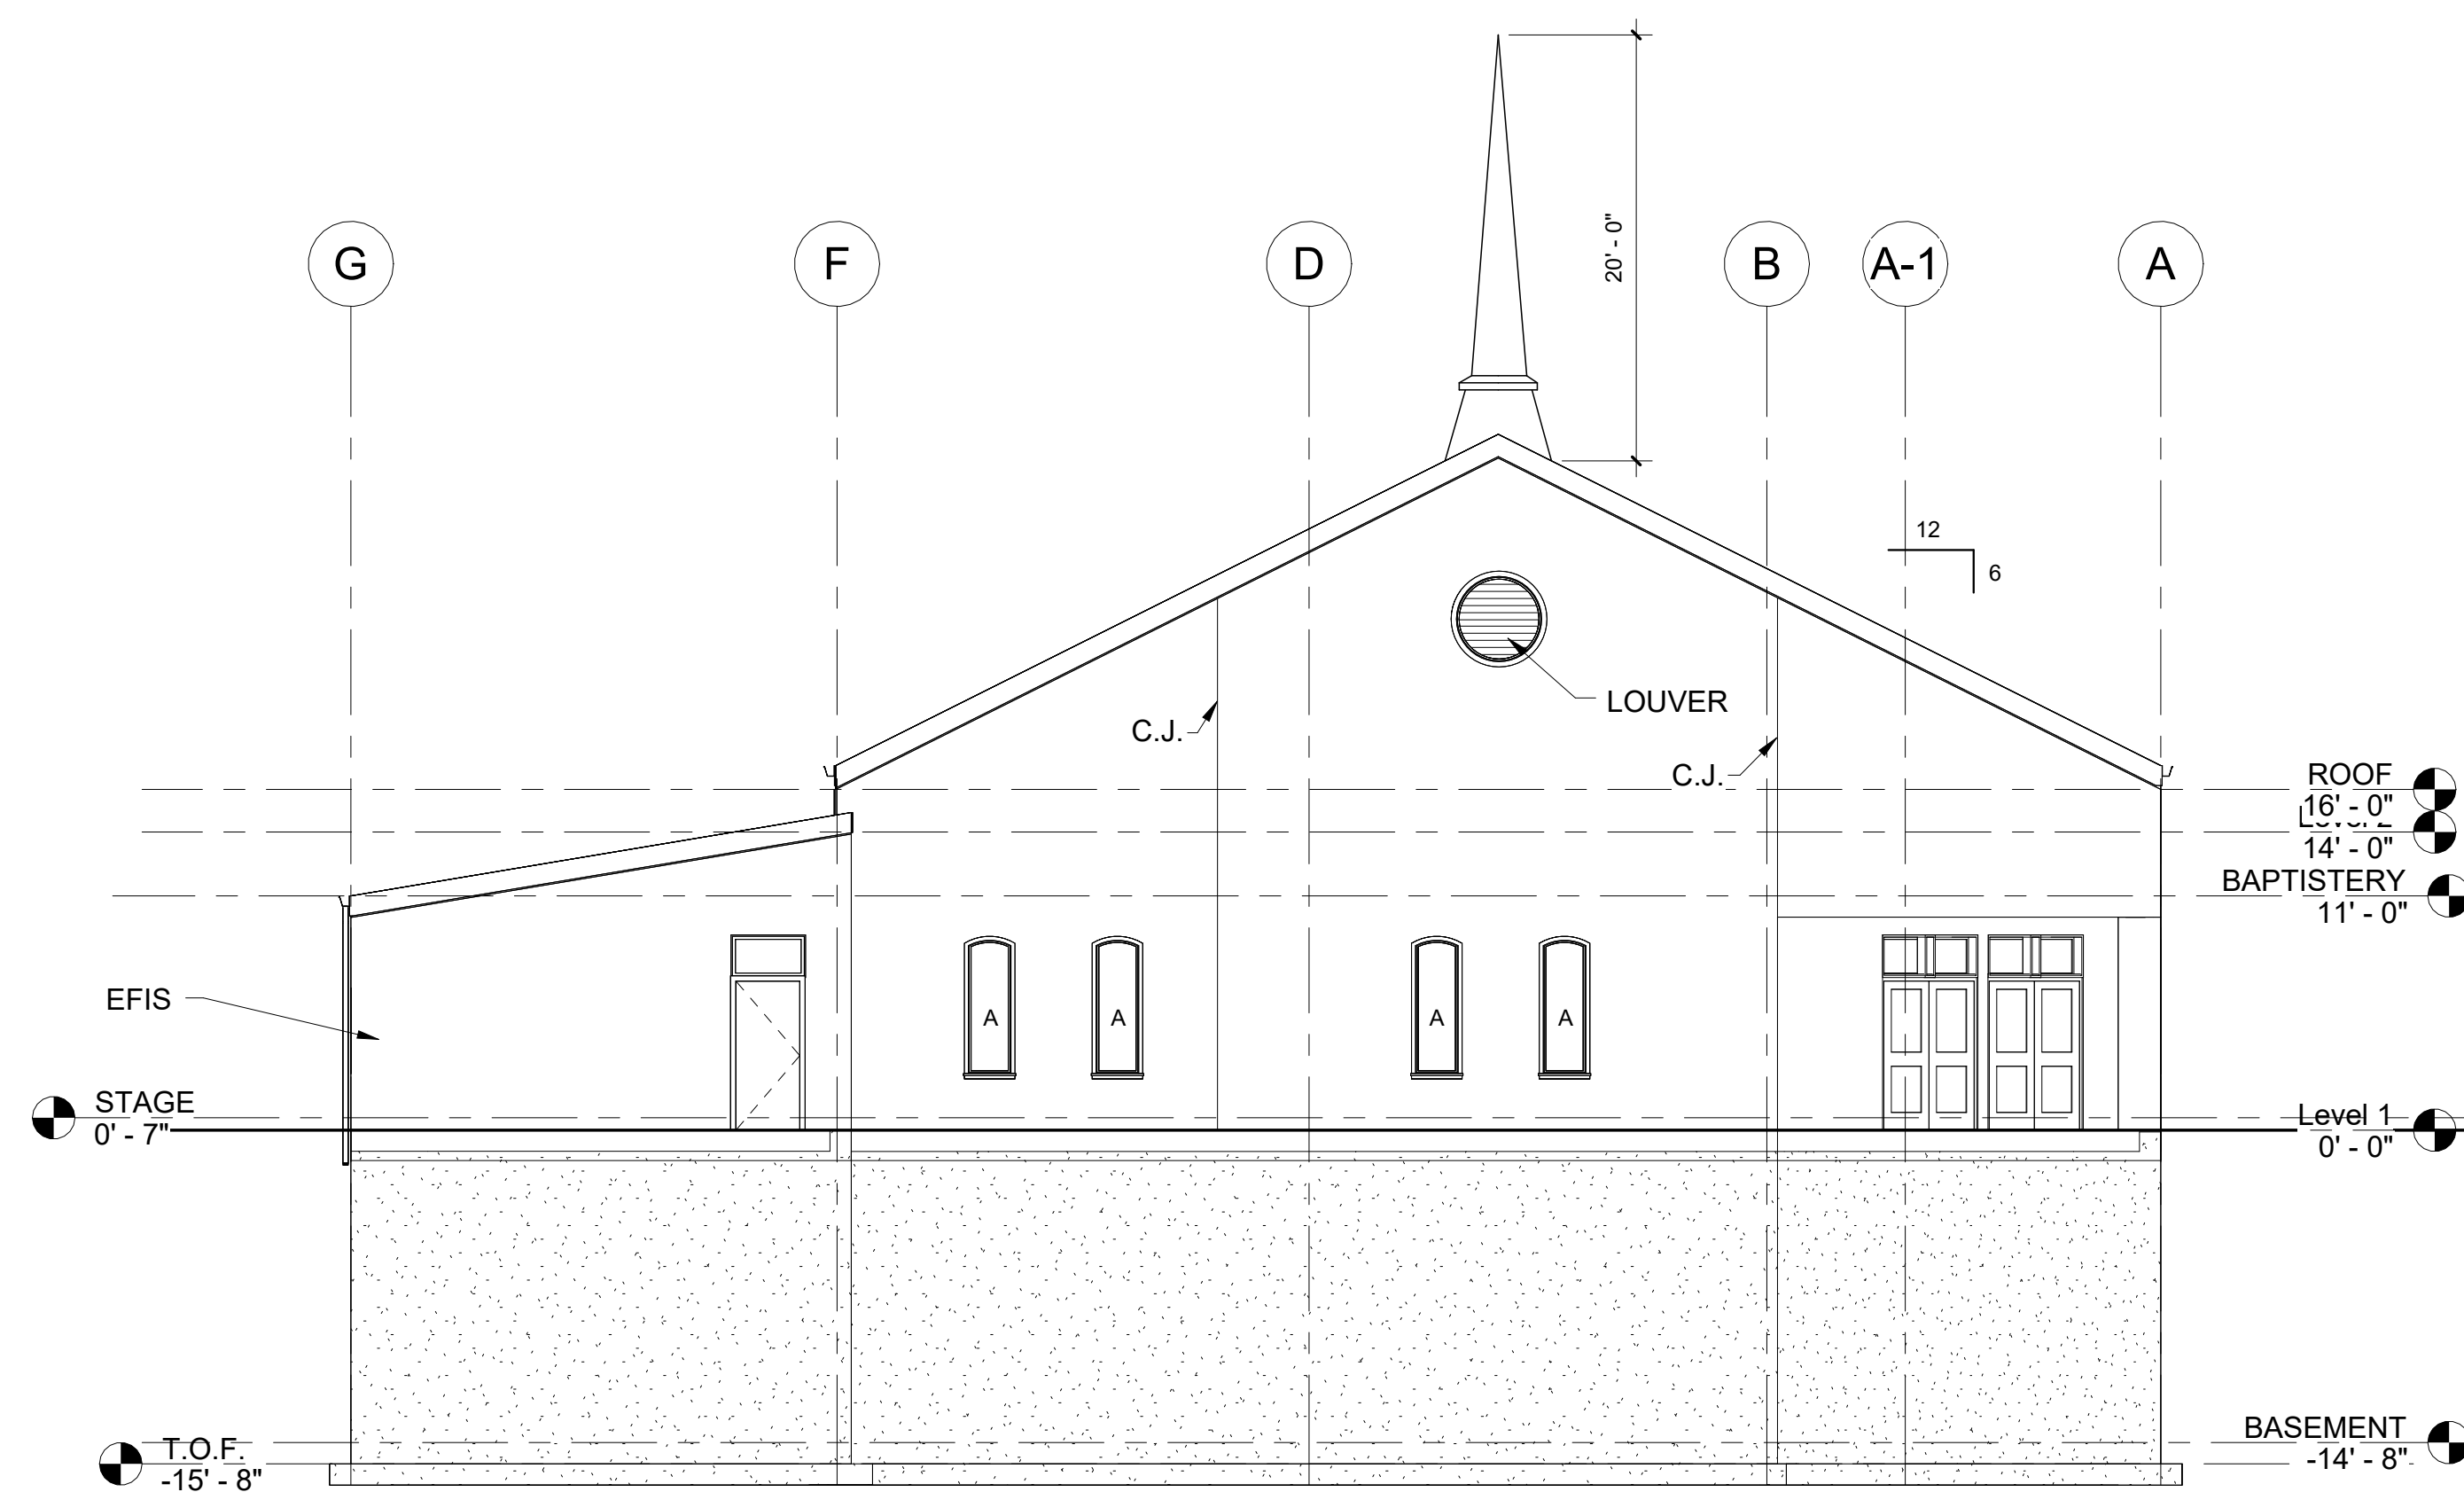 20' - 0"
G
F
D
B
A-1
A
12
6
LOUVER
C.J.
C.J.
ROOF
16' - 0"
14' - 0"
BAPTISTERY
11' - 0"
EFIS
A
A
A
A
STAGE
0' - 7"
Level 1
0' - 0"
T.O.F.
-15' - 8"
BASEMENT
-14' - 8"